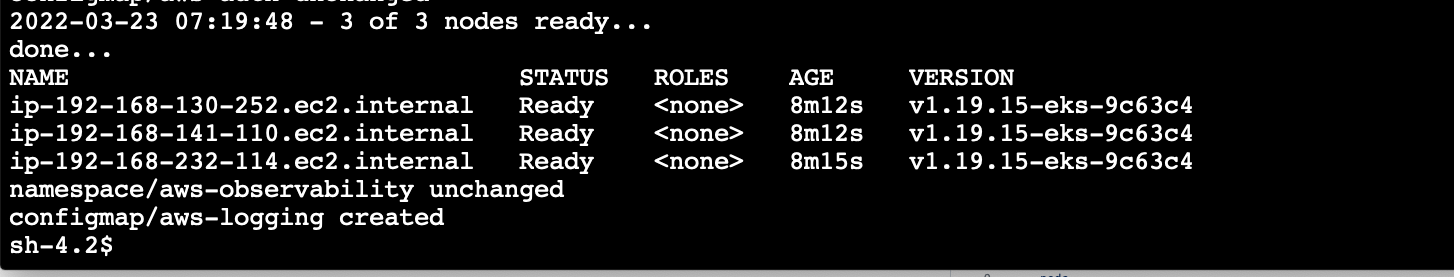 2022-03-23 07:19:48 - 3 of 3 nodes ready...
done...
NAME STATUS ROLES AGE VERSION
ip-192-168-130-252.ec2.internal Ready <none> 8m12s v1.19.15-eks-9c63c4
ip-192-168-141-110.ec2.internal Ready <none> 8m12s v1.19.15-eks-9c63c4
ip-192-168-232-114.ec2.internal Ready <none> 8m15s v1.19.15-eks-9c63c4
namespace/aws-observability unchanged
configmap/aws-logging created
sh-4.2$